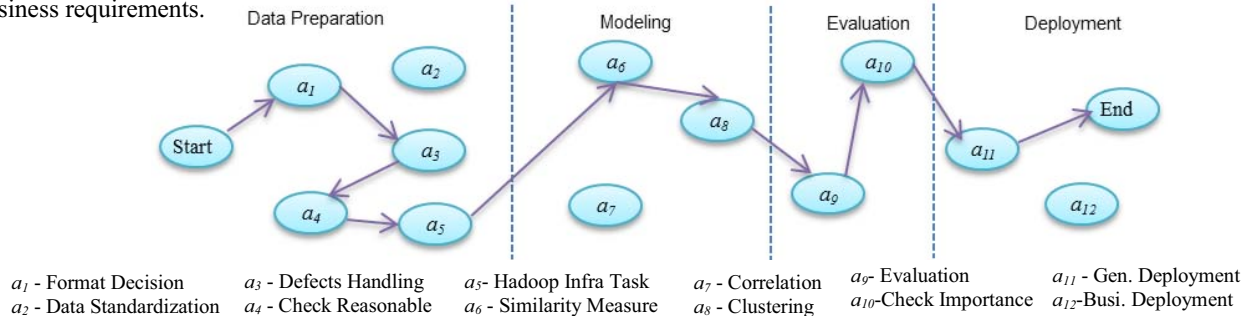 siness requirements.
Data Preparation Modeling Evaluation Deployment
a1 a2 a6 a10
Start a3 a8 a11 End
a4 a5 a7 a9 a12
a1 - Format Decision a3 - Defects Handling a5- Hadoop Infra Task a7 - Correlation a9- Evaluation a11 - Gen. Deployment
a2 - Data Standardization a4 - Check Reasonable a6 - Similarity Measure a8 - Clustering a10-Check Importance a12-Busi. Deployment